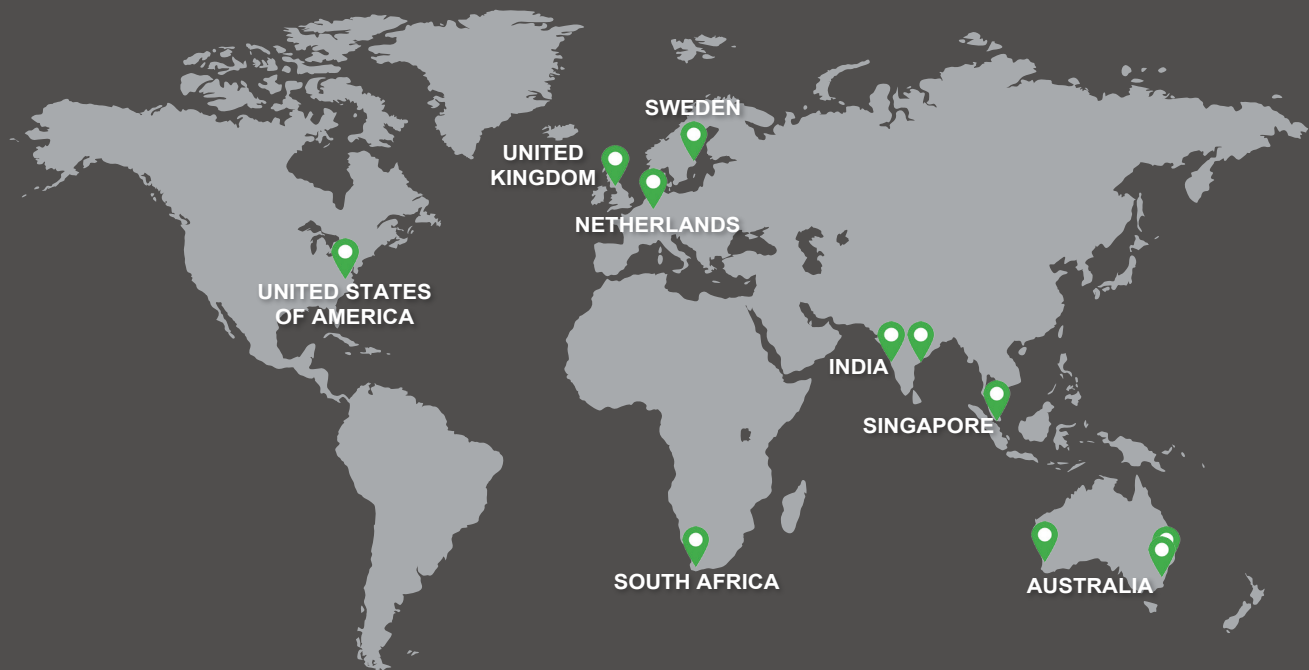 SWEDEN
UNITED
KINGDOM
NETHERLANDS
UNITED STATES
OF AMERICA
INDIA
SINGAPORE
SOUTH AFRICA
AUSTRALIA